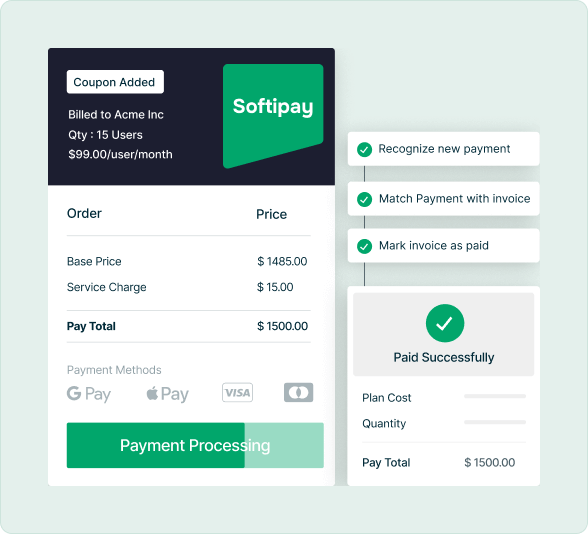 Coupon Added
Billed to Acme Inc
Qty : 15 Users
$99.00/user/month
Softipay
Order Price
Base Price $ 1485.00
Service Charge $ 15.00
Pay Total $ 1500.00
Payment Methods
G Pay Pay VISA
Payment Processing
Recognize new payment
Match Payment with invoice
Mark invoice as paid
Paid Successfully
Plan Cost
Quantity
Pay Total $ 1500.00